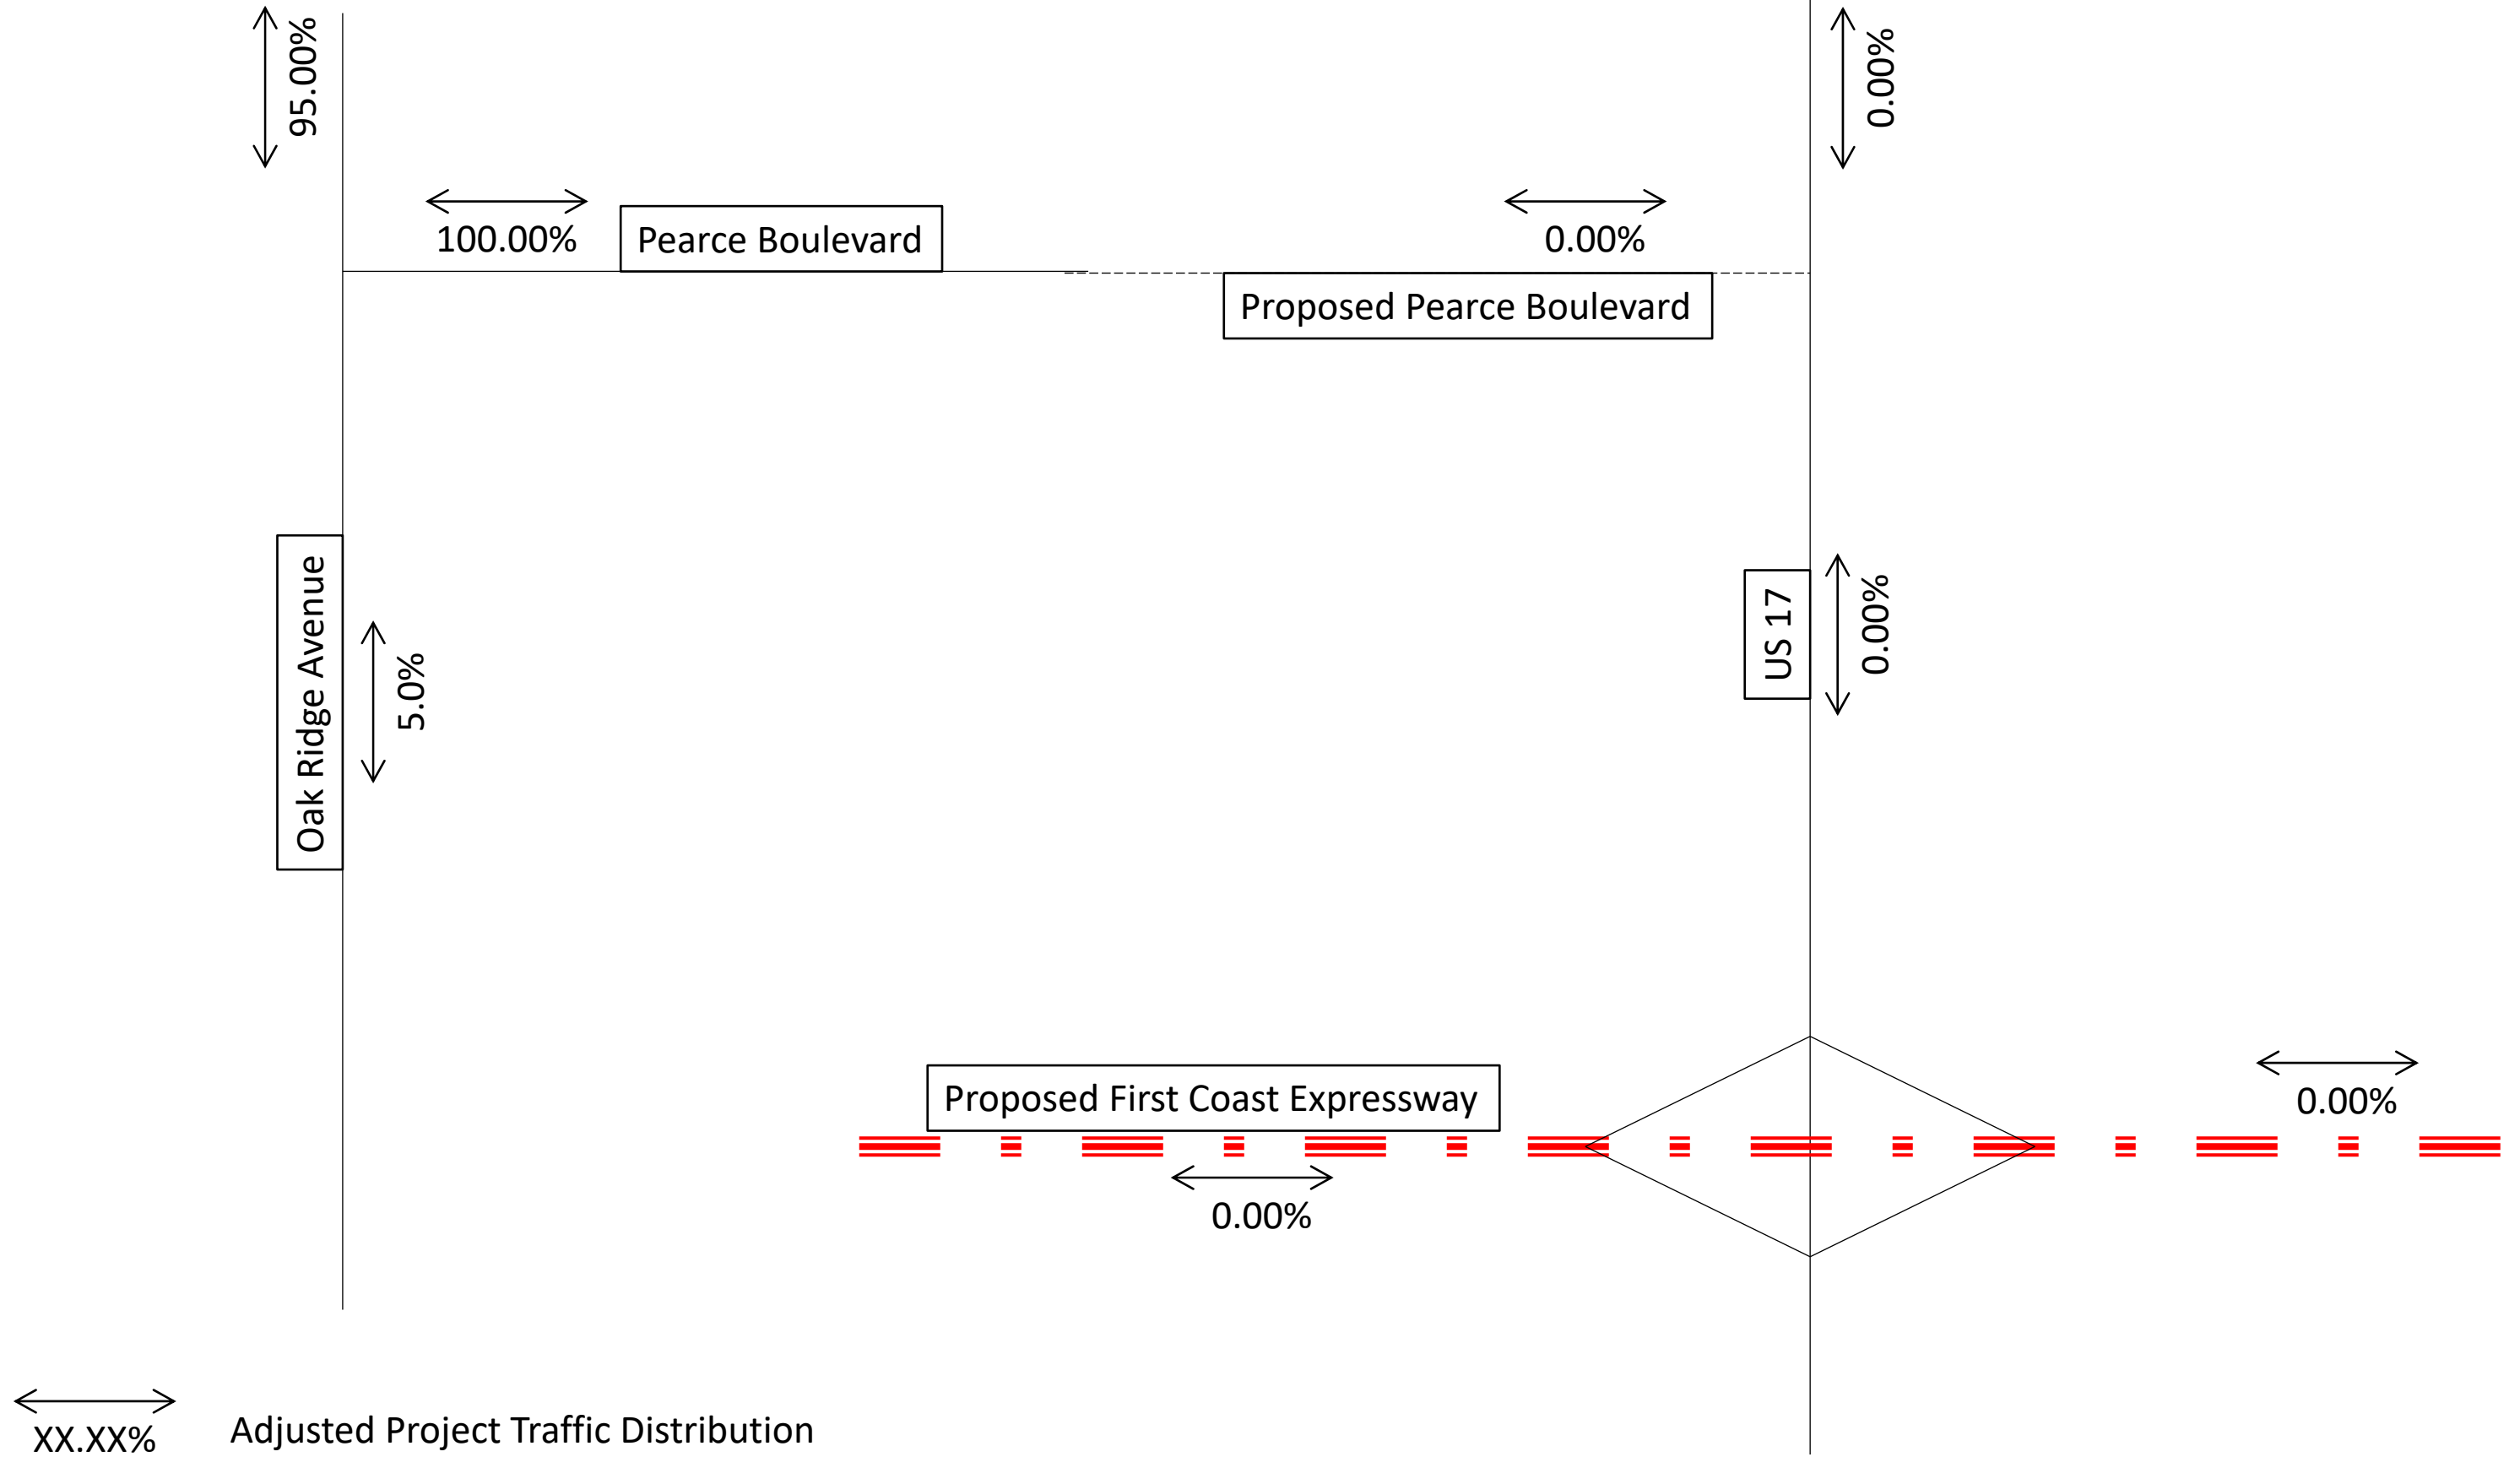 95.00%
0.00%
100.00%
Pearce Boulevard
0.00%
Proposed Pearce Boulevard
Oak Ridge Avenue
5.0%
US 17
0.00%
Proposed First Coast Expressway
0.00%
0.00%
XX.XX%
Adjusted Project Traffic Distribution